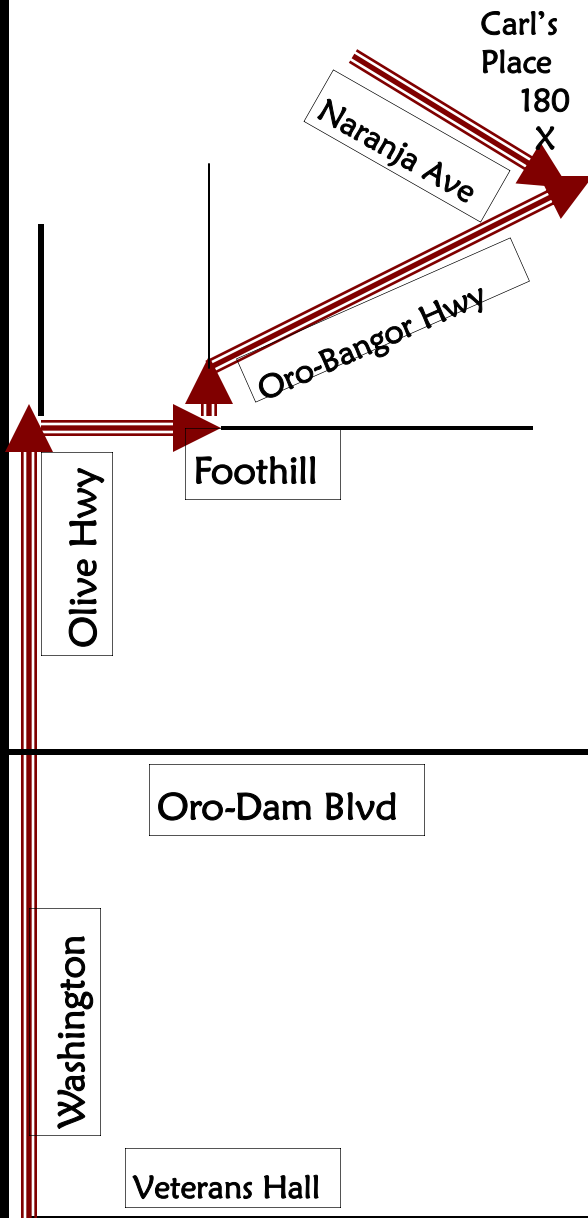 Carl's
Place
180
X
Naranja Ave
Oro-Bangor Hwy
Foothill
Olive Hwy
Oro-Dam Blvd
Washington
Veterans Hall